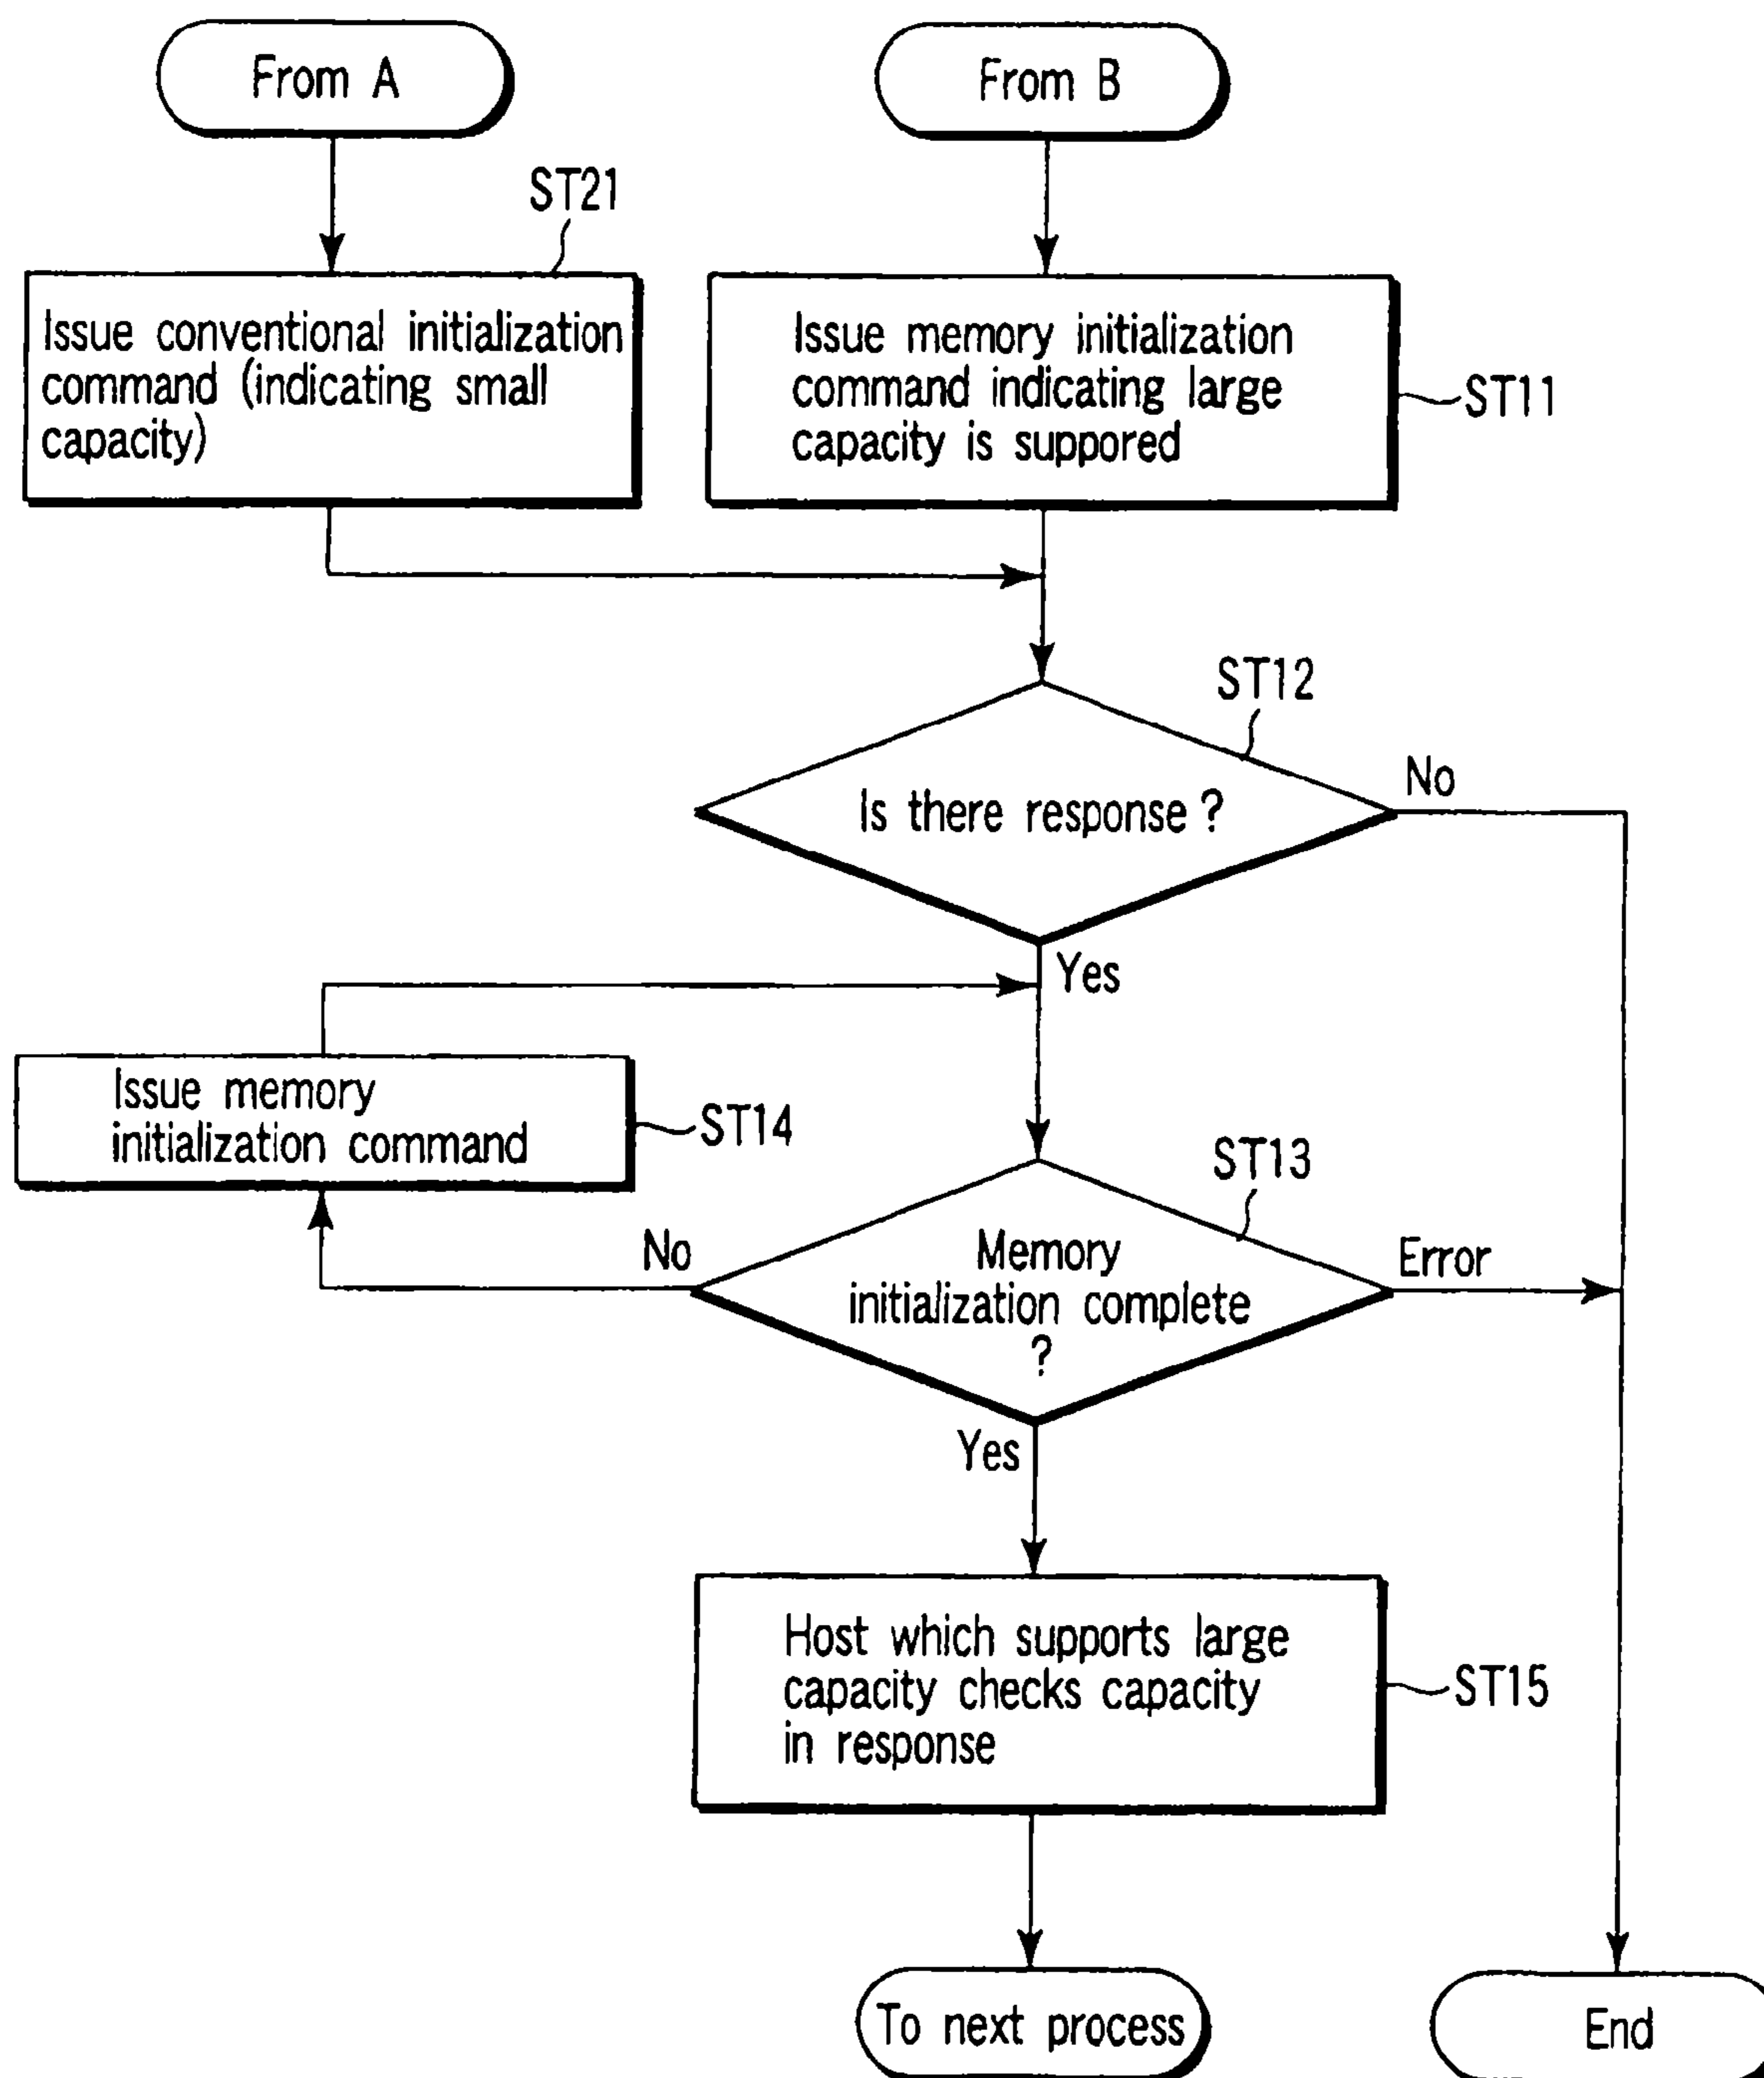 From A
From B
ST21
Issue conventional initialization
command (indicating small
capacity)
Issue memory initialization
command indicating large
capacity is suppored
ST11
ST12
Is there response ?
No
Yes
Issue memory
initialization command
ST14
ST13
No
Memory
initialization complete
?
Error
Yes
Host which supports large
capacity checks capacity
in response
ST15
To next process
End